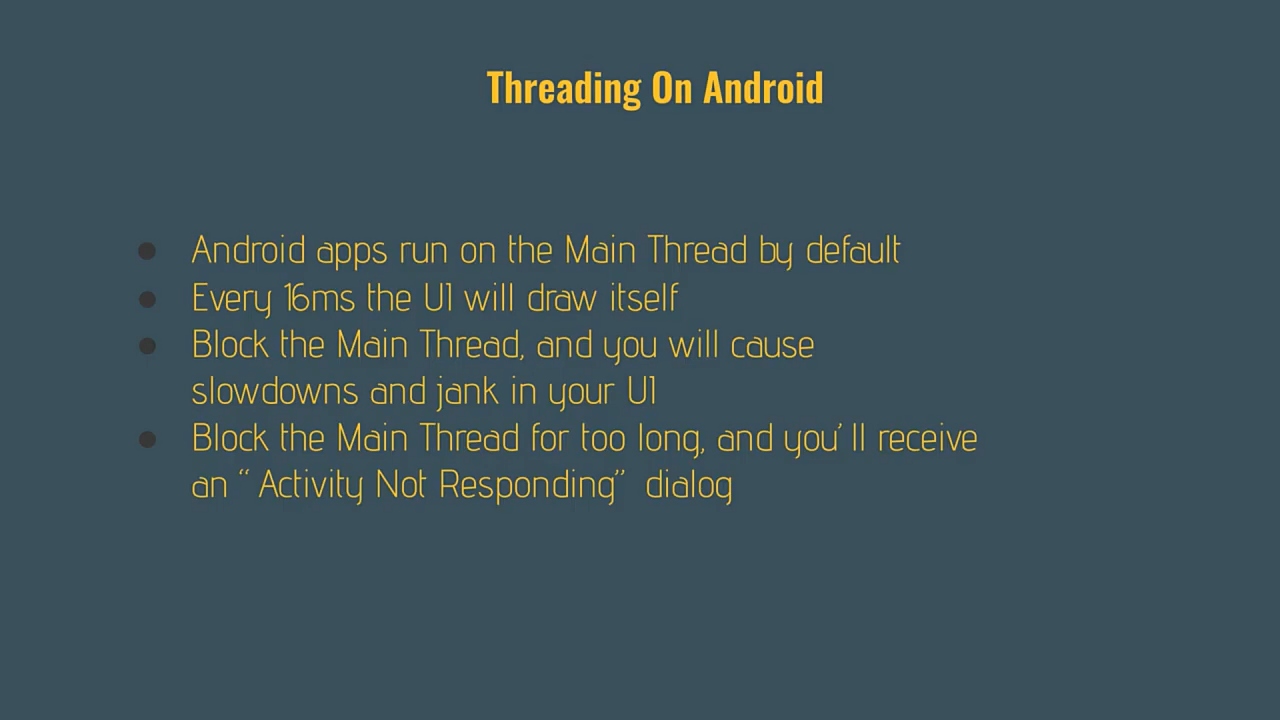 Threading On Android
● Android apps run on the Main Thread by default
● Every 16ms the UI will draw itself
● Block the Main Thread, and you will cause
slowdowns and jank in your UI
● Block the Main Thread for too long, and you’ ll receive
an “ Activity Not Responding”  dialog